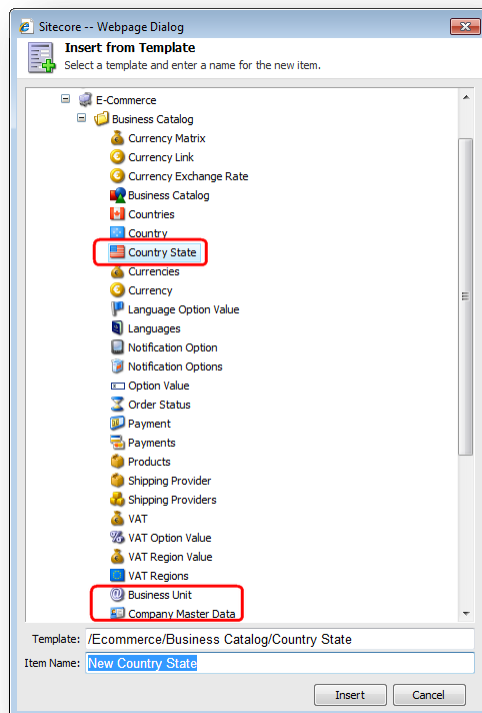 Sitecore -- Webpage Dialog
Insert from Template
Select a template and enter a name for the new item.
E-Commerce
Business Catalog
Currency Matrix
Currency Link
Currency Exchange Rate
Business Catalog
Countries
Country
Country State
Currencies
Currency
Language Option Value
Languages
Notification Option
Notification Options
Option Value
Order Status
Payment
Payments
Products
Shipping Provider
Shipping Providers
VAT
VAT Option Value
VAT Region Value
VAT Regions
Business Unit
Company Master Data
Template: /Ecommerce/Business Catalog/Country State
Item Name: New Country State
Insert Cancel